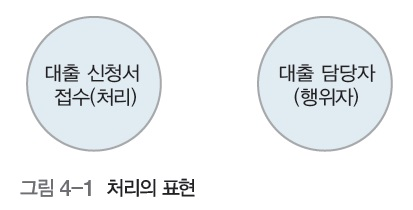 대출 신청서
접수(처리)
대출 담당자
(행위자)
그림 4-1 처리의 표현